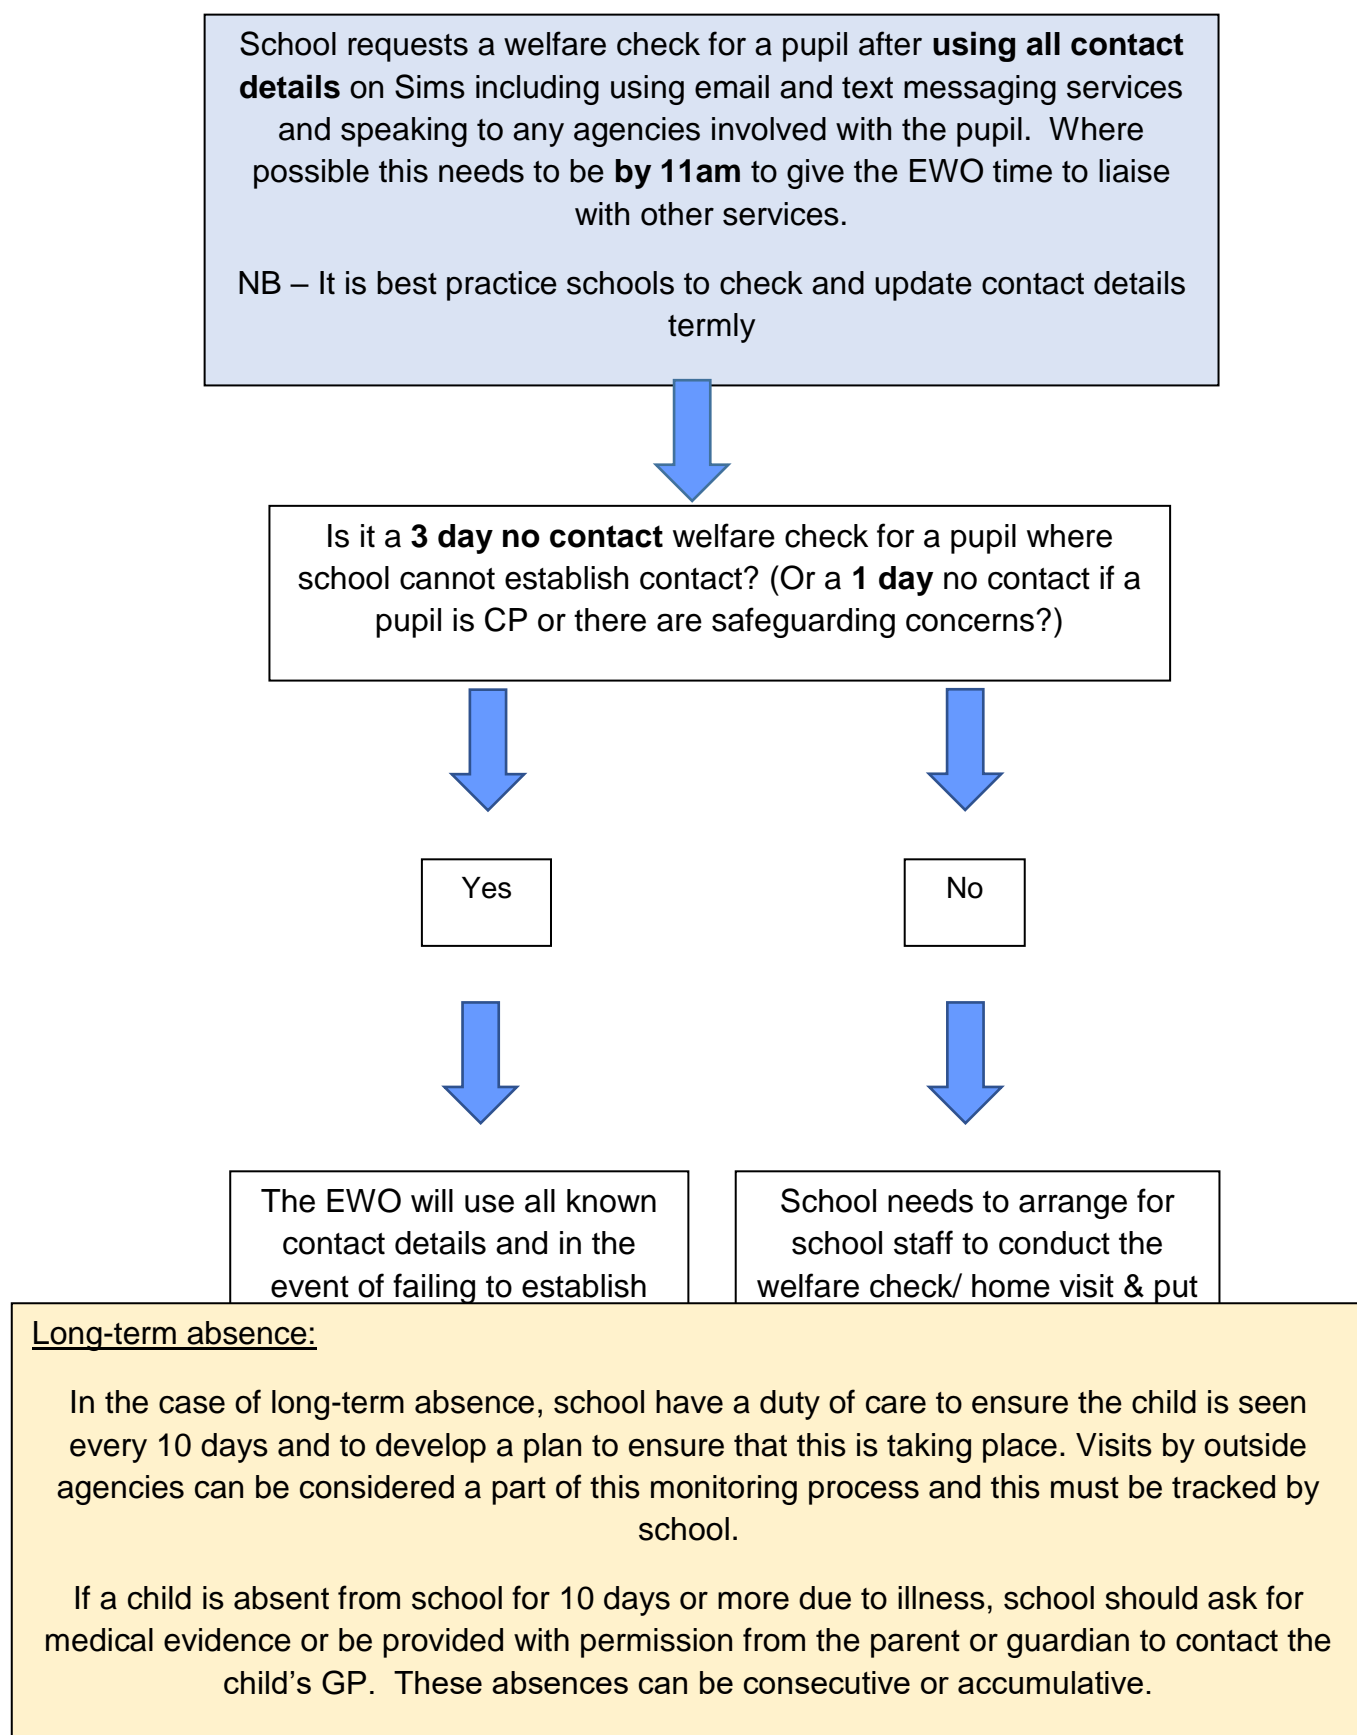 School requests a welfare check for a pupil after using all contact
details on Sims including using email and text messaging services
and speaking to any agencies involved with the pupil.  Where
possible this needs to be by 11am to give the EWO time to liaise
with other services.
NB – It is best practice schools to check and update contact details
termly
Is it a 3 day no contact welfare check for a pupil where
school cannot establish contact? (Or a 1 day no contact if a
pupil is CP or there are safeguarding concerns?)
Yes
No
The EWO will use all known
contact details and in the
event of failing to establish
School needs to arrange for
school staff to conduct the
welfare check/ home visit & put
Long-term absence:
In the case of long-term absence, school have a duty of care to ensure the child is seen
every 10 days and to develop a plan to ensure that this is taking place. Visits by outside
agencies can be considered a part of this monitoring process and this must be tracked by
school.
If a child is absent from school for 10 days or more due to illness, school should ask for
medical evidence or be provided with permission from the parent or guardian to contact the
child’s GP.  These absences can be consecutive or accumulative.